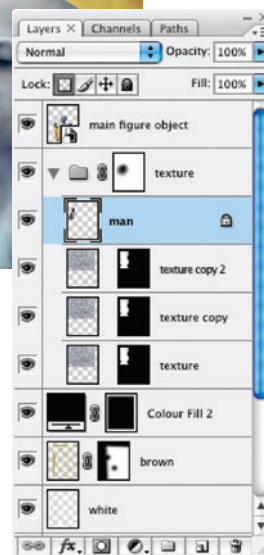 Layers X Channels Paths
Normal Opacity: 100%
Lock: Fill: 100%
main figure object
texture
man
texture copy 2
texture copy
texture
Colour Fill 2
brown
white
fx.